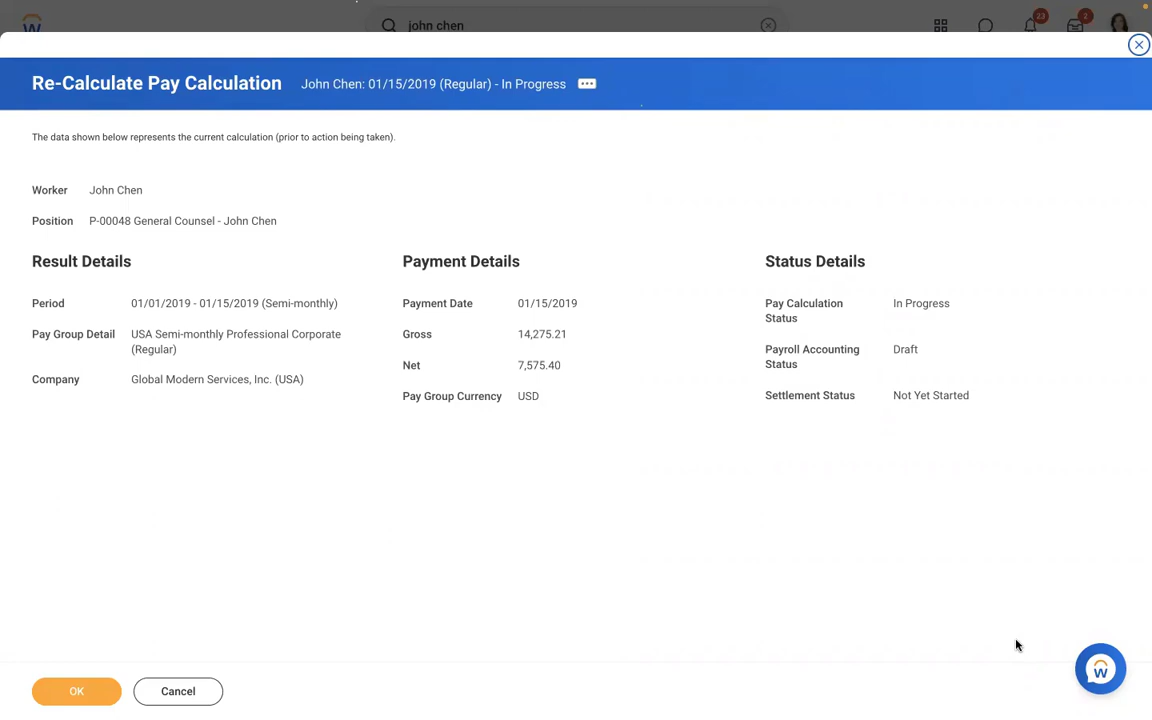 john chen
23
2
Re-Calculate Pay Calculation John Chen: 01/15/2019 (Regular) - In Progress
The data shown below represents the current calculation (prior to action being taken).
Worker John Chen
Position P-00048 General Counsel - John Chen
Result Details
Period 01/01/2019 - 01/15/2019 (Semi-monthly)
Pay Group Detail USA Semi-monthly Professional Corporate
(Regular)
Company Global Modern Services, Inc. (USA)
Payment Details
Payment Date 01/15/2019
Gross 14,275.21
Net 7,575.40
Pay Group Currency USD
Status Details
Pay Calculation In Progress
Status
Payroll Accounting Draft
Status
Settlement Status Not Yet Started
OK
Cancel
w